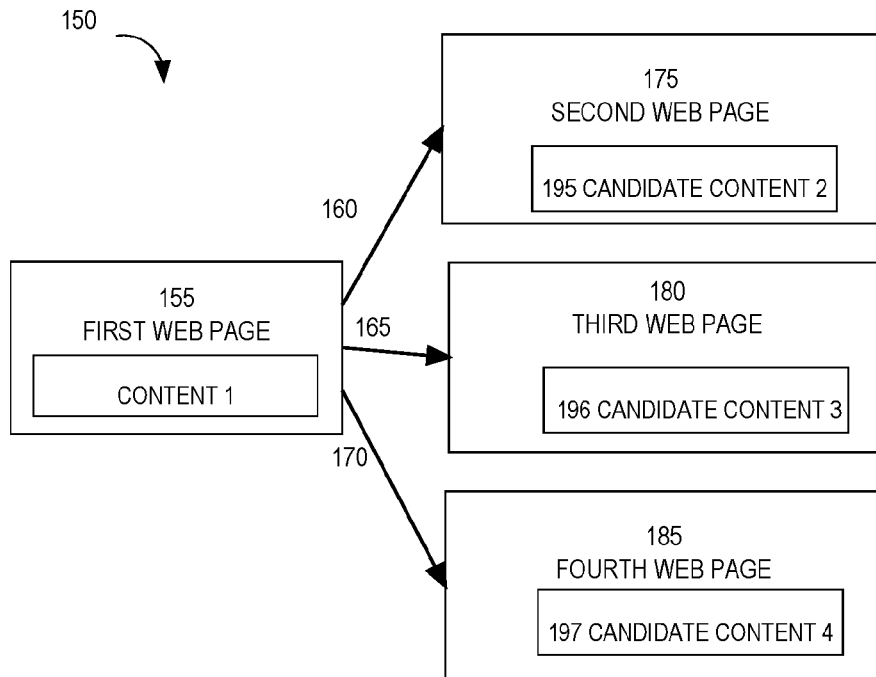 150
175
SECOND WEB PAGE
195 CANDIDATE CONTENT 2
160
155
FIRST WEB PAGE
CONTENT 1
165
180
THIRD WEB PAGE
196 CANDIDATE CONTENT 3
170
185
FOURTH WEB PAGE
197 CANDIDATE CONTENT 4